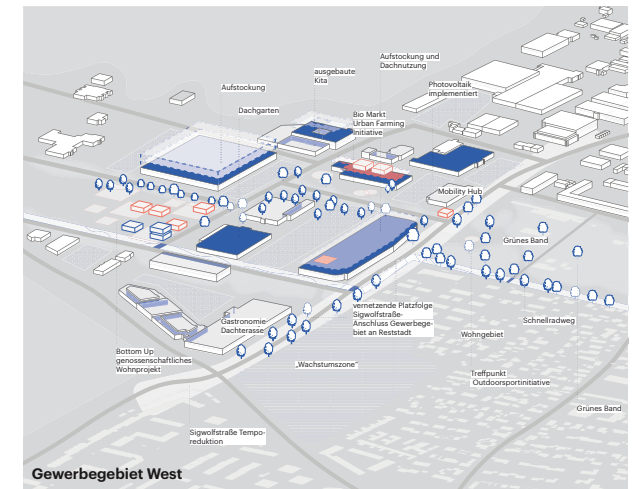 Aufstockung und
Dachnutzung
ausgebaute
Kita
Aufstockung
Photovoltaik
implementiert
Dachgarten
Bio Markt
Urban Farming
Initiative
Mobility Hub
Grünes Band
vernetzende Platzfolge
Sigwolfstraße-
Anschluss Gewerbege-
biet an Reststadt
Schnellradweg
Gastronomie
Dachterasse
Wohngebiet
Bottom Up
genossenschaftliches
Wohnprojekt
„Wachstumszone“
Treffpunkt
Outdoorsportinitiative
Grünes Band
Sigwolfstraße Tempo-
reduktion
Gewerbegebiet West